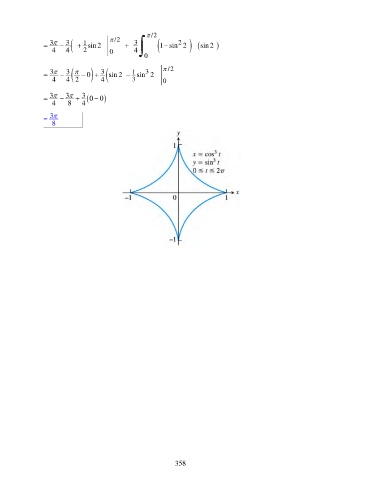 = 3π/4 − 3/4( + 1/2 sin 2 |π/2 0 + 3/4 ∫π/2 0 (1− sin² 2 ) (sin 2 )
= 3π/4 − 3/4(π/2 − 0) + 3/4(sin 2 − 1/3 sin³ 2 |π/2 0
= 3π/4 − 3π/8 + 3/4(0 − 0)
= 3π/8
y
1
x = cos³ t
y = sin³ t
0 ≤ t ≤ 2π
−1 0 1 x
−1
358